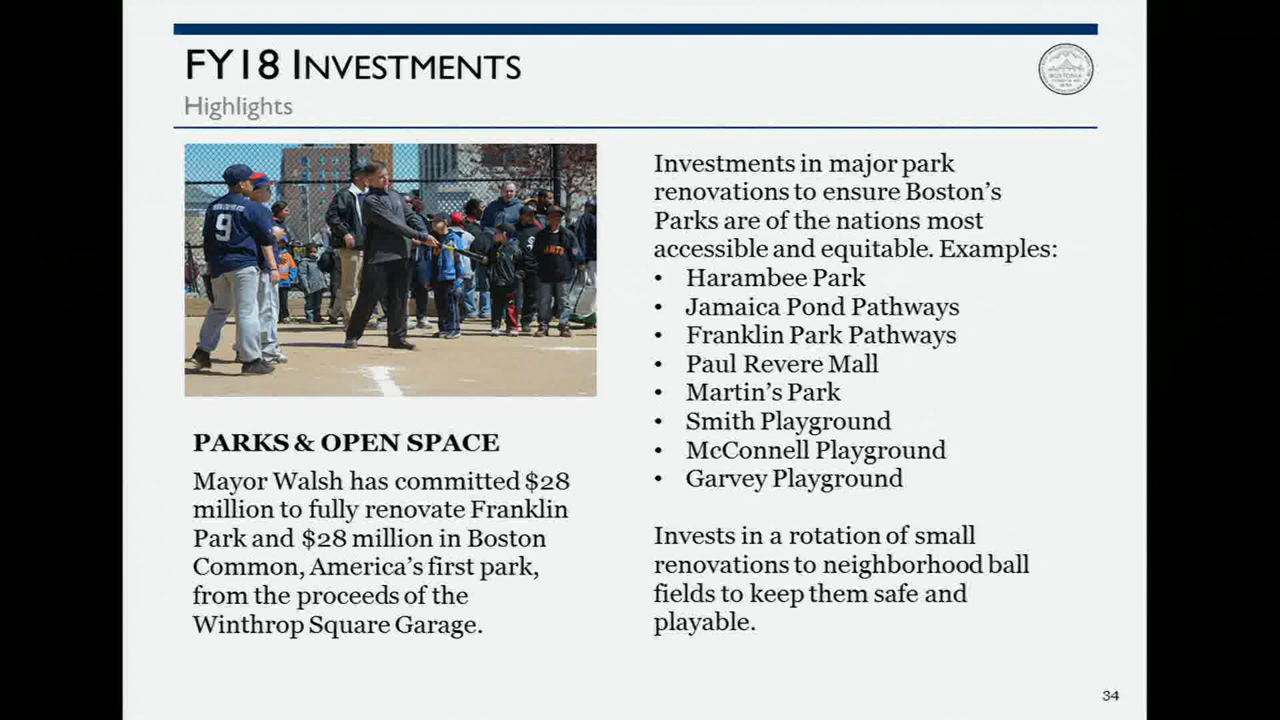 FY18 INVESTMENTS
Highlights
BOSTONIA
9
PARKS & OPEN SPACE
Mayor Walsh has committed $28
million to fully renovate Franklin
Park and $28 million in Boston
Common, America's first park,
from the proceeds of the
Winthrop Square Garage.
Investments in major park
renovations to ensure Boston's
Parks are of the nations most
accessible and equitable. Examples:
• Harambee Park
• Jamaica Pond Pathways
• Franklin Park Pathways
• Paul Revere Mall
• Martin's Park
• Smith Playground
• McConnell Playground
• Garvey Playground
Invests in a rotation of small
renovations to neighborhood ball
fields to keep them safe and
playable.
34